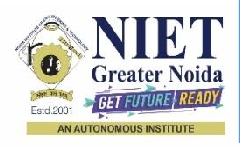 NIET
Greater Noida
GET FUTURE READY
Estd.2001
AN AUTONOMOUS INSTITUTE